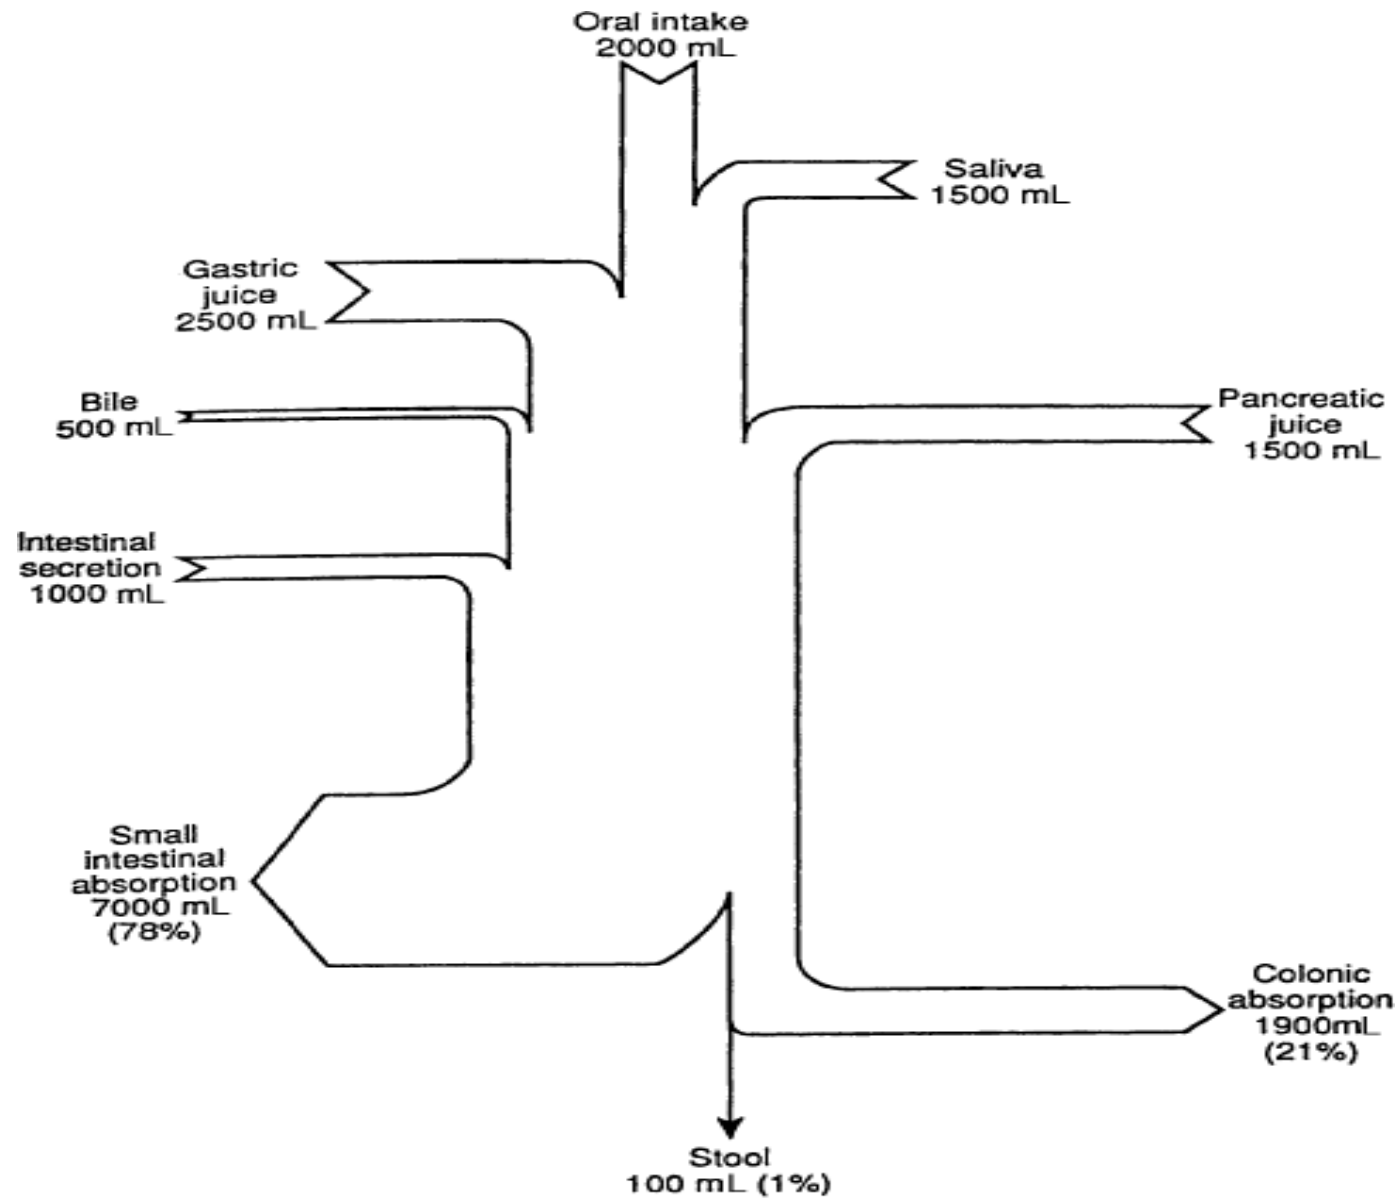 Oral intake
2000 mL
Saliva
1500 mL
Gastric
juice
2500 mL
Bile
500 mL
Pancreatic
juice
1500 mL
Intestinal
secretion
1000 mL
Small
intestinal
absorption
7000 mL
(78%)
Colonic
absorption
1900mL
(21%)
Stool
100 mL (1%)